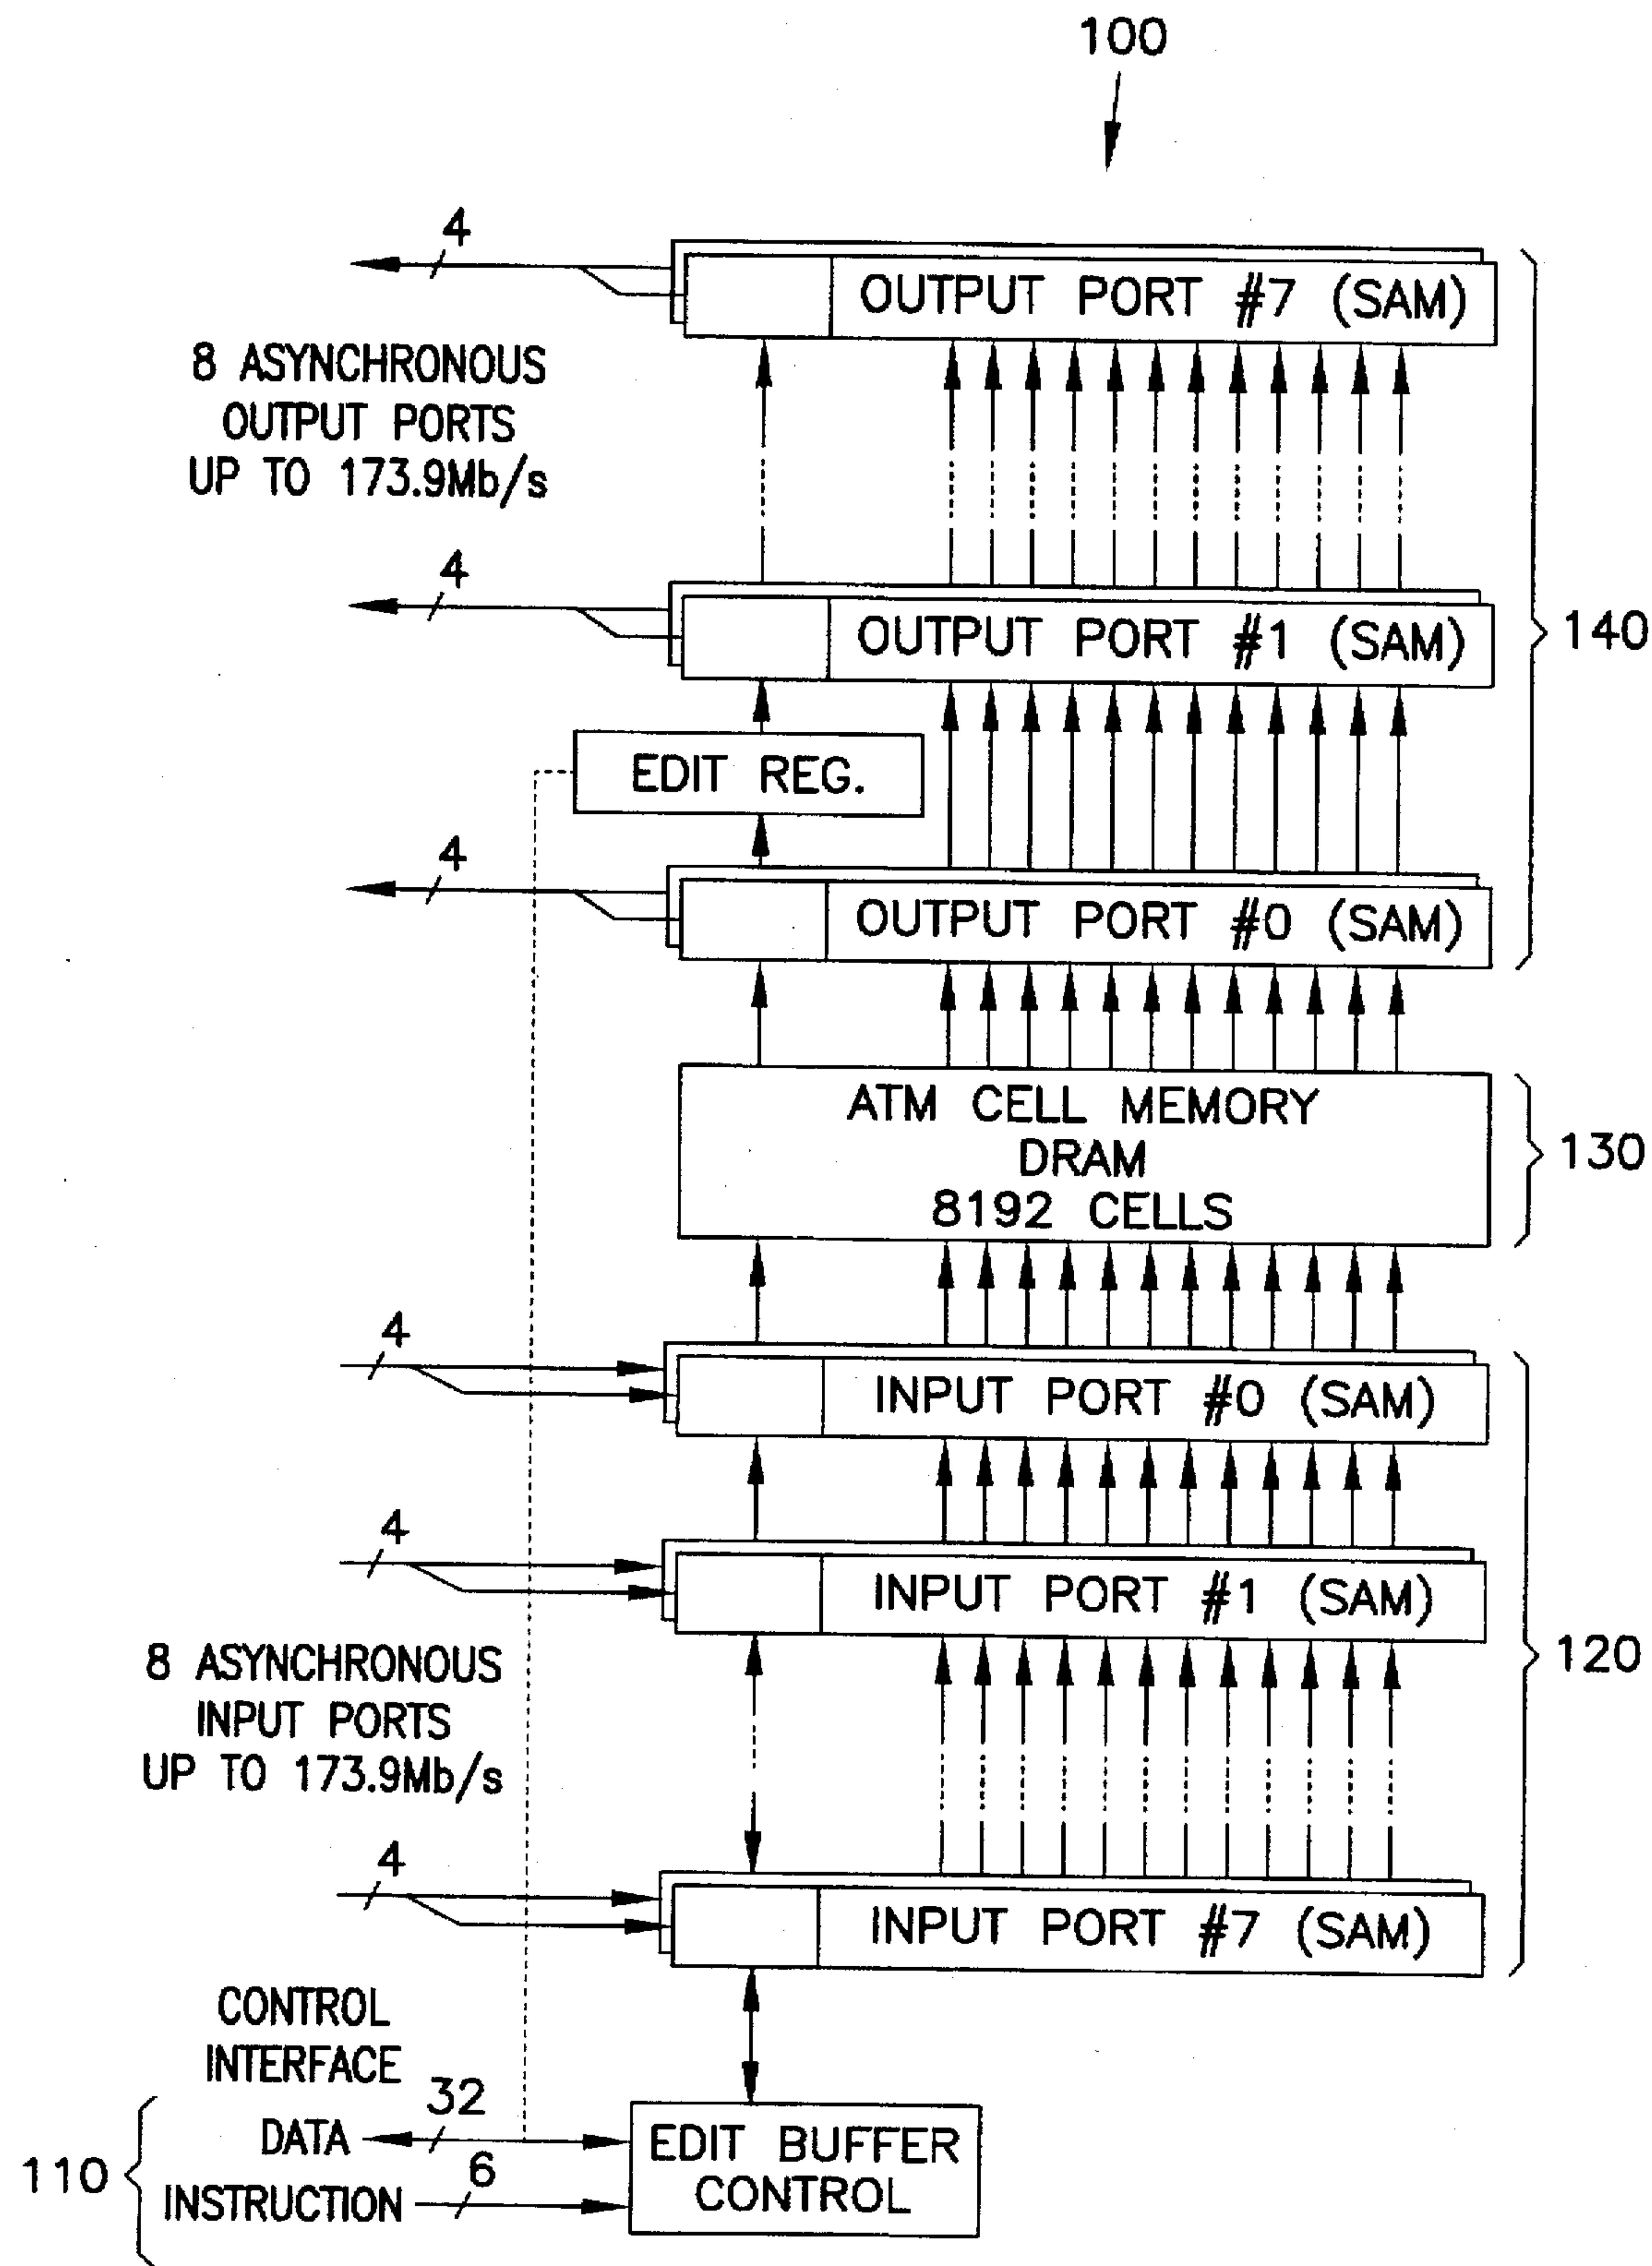 100
4
OUTPUT PORT #7 (SAM)
8 ASYNCHRONOUS
OUTPUT PORTS
UP TO 173.9Mb/s
4
OUTPUT PORT #1 (SAM)
140
EDIT REG.
4
OUTPUT PORT #0 (SAM)
ATM CELL MEMORY
DRAM
8192 CELLS
130
4
INPUT PORT #0 (SAM)
4
INPUT PORT #1 (SAM)
120
8 ASYNCHRONOUS
INPUT PORTS
UP TO 173.9Mb/s
4
INPUT PORT #7 (SAM)
CONTROL
INTERFACE
32
DATA
6
INSTRUCTION
110
EDIT BUFFER
CONTROL